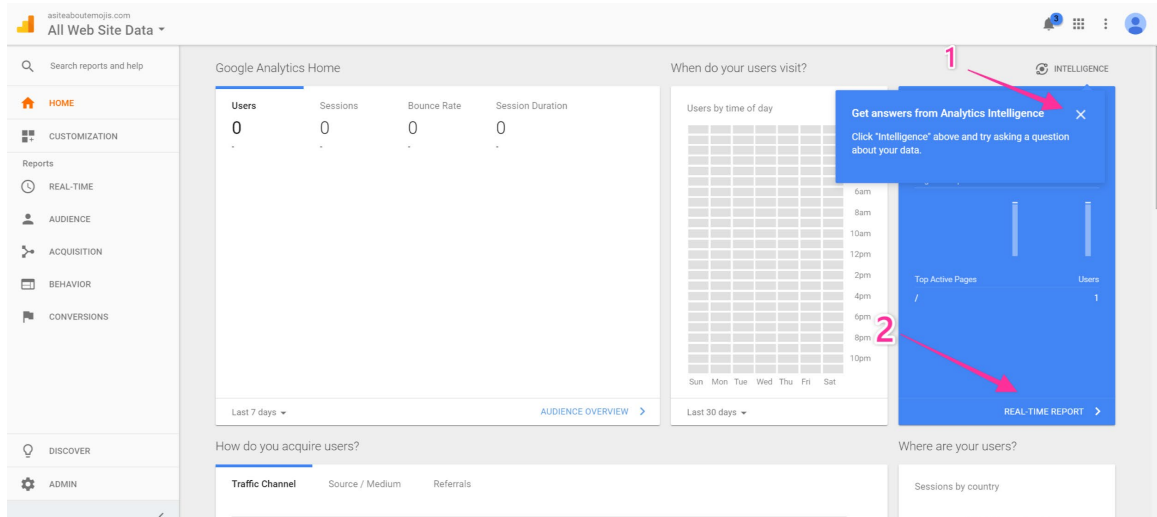 asiteaboutemojis.com
All Web Site Data
3
Search reports and help
HOME
CUSTOMIZATION
Reports
REAL-TIME
AUDIENCE
ACQUISITION
BEHAVIOR
CONVERSIONS
DISCOVER
ADMIN
Google Analytics Home
Users Sessions Bounce Rate Session Duration
0 0 0 0
- - - -
Last 7 days AUDIENCE OVERVIEW
When do your users visit?
Users by time of day
6am
8am
10am
12pm
2pm
4pm
6pm
8pm
10pm
Sun Mon Tue Wed Thu Fri Sat
Last 30 days
1
INTELLIGENCE
Get answers from Analytics Intelligence
Click "Intelligence" above and try asking a question
about your data.
Top Active Pages Users
/ 1
2
REAL-TIME REPORT
How do you acquire users?
Traffic Channel Source / Medium Referrals
Where are your users?
Sessions by country